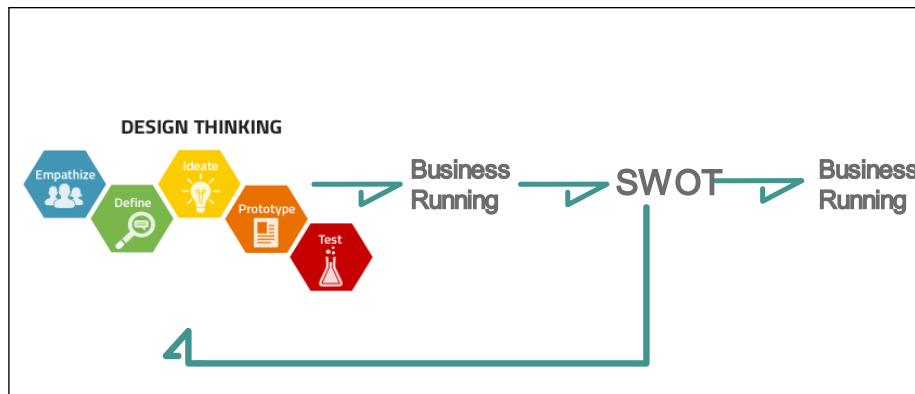 DESIGN THINKING
Empathize
Define
Ideate
Prototype
Test
Business
Running
SWOT
Business
Running